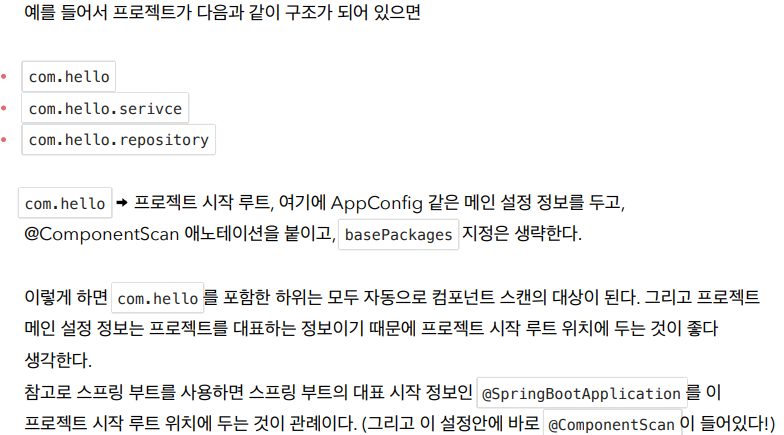 예를 들어서 프로젝트가 다음과 같이 구조가 되어 있으면
com.hello
com.hello.serivce
com.hello.repository
com.hello → 프로젝트 시작 루트, 여기에 AppConfig 같은 메인 설정 정보를 두고,
@ComponentScan 애노테이션을 붙이고, basePackages 지정은 생략한다.
이렇게 하면 com.hello 를 포함한 하위는 모두 자동으로 컴포넌트 스캔의 대상이 된다. 그리고 프로젝트
메인 설정 정보는 프로젝트를 대표하는 정보이기 때문에 프로젝트 시작 루트 위치에 두는 것이 좋다
생각한다.
참고로 스프링 부트를 사용하면 스프링 부트의 대표 시작 정보인 @SpringBootApplication 를 이
프로젝트 시작 루트 위치에 두는 것이 관례이다. (그리고 이 설정안에 바로 @ComponentScan 이 들어있다!)